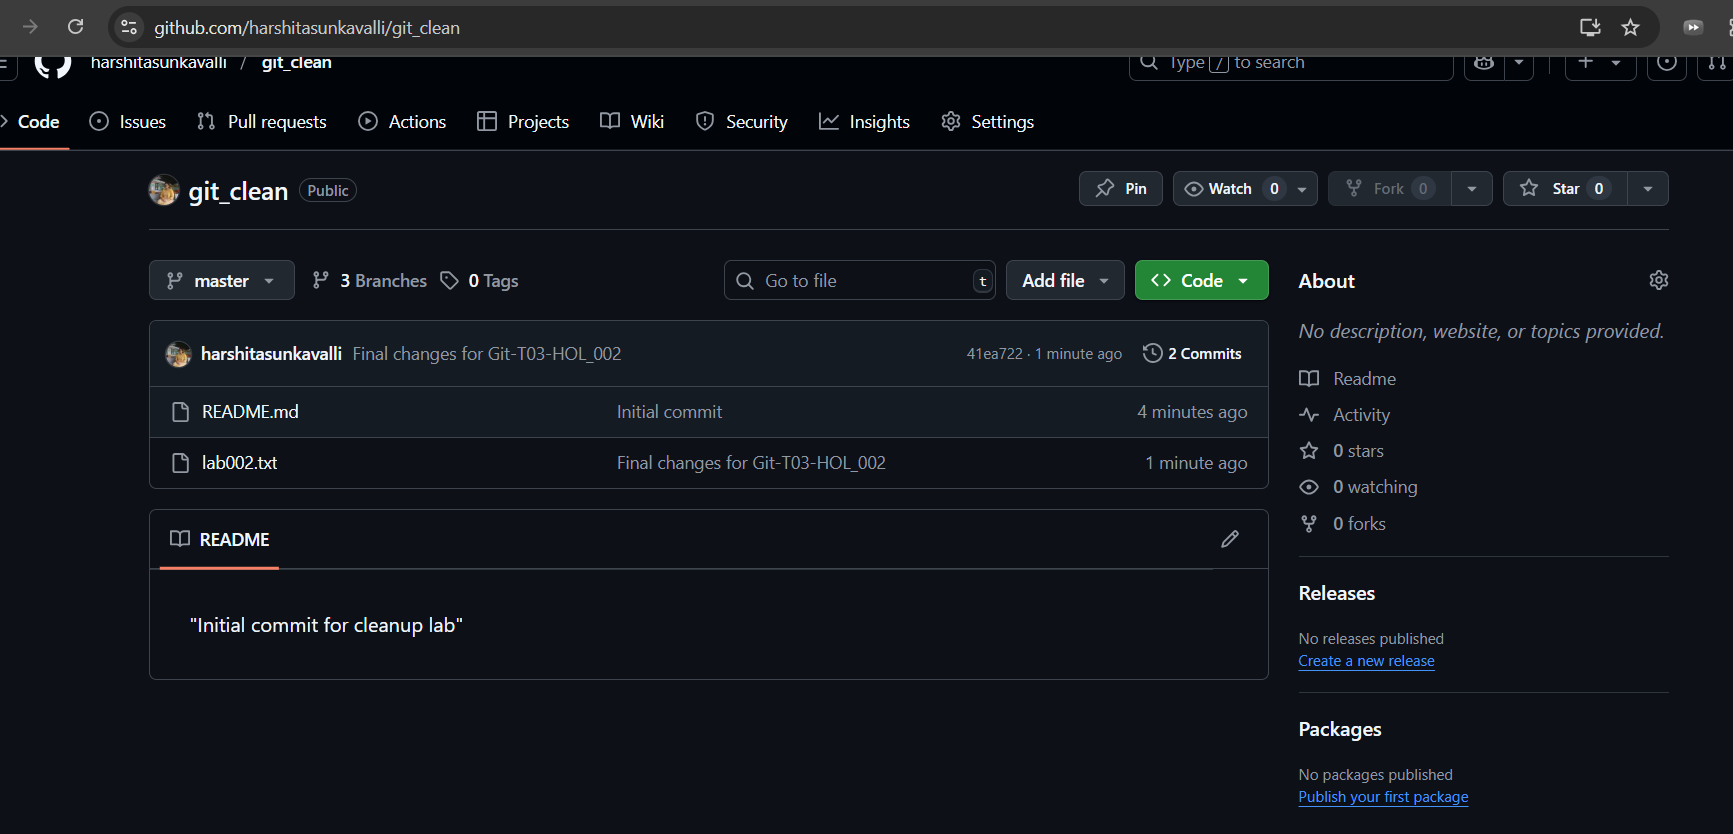 github.com/harshitasunkavalli/git_clean
harshitasunkavalli / git_clean
Type / to search
Code Issues Pull requests Actions Projects Wiki Security Insights Settings
git_clean Public
Pin Watch 0 Fork 0 Star 0
master 3 Branches 0 Tags
Go to file t Add file Code
harshitasunkavalli Final changes for Git-T03-HOL_002 41ea722 · 1 minute ago 2 Commits
README.md Initial commit 4 minutes ago
lab002.txt Final changes for Git-T03-HOL_002 1 minute ago
README
"Initial commit for cleanup lab"
About
No description, website, or topics provided.
Readme
Activity
0 stars
0 watching
0 forks
Releases
No releases published
Create a new release
Packages
No packages published
Publish your first package